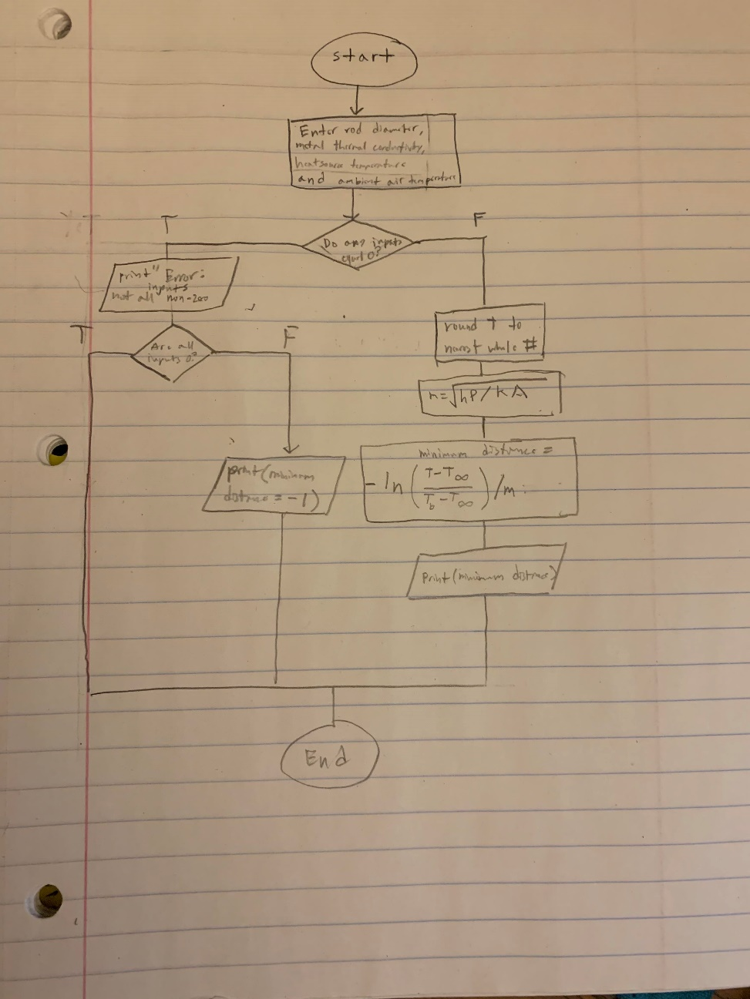 start
Enter rod diameter,
metal thermal conductivity,
heatsource temperature
and ambient air temperature
T
F
Do any inputs
equal 0?
print" Error:
inputs
not all non-zero
round T to
nearest whole #
T
F
Are all
inputs 0?
m=√hP/kA
minimum distance =
-ln(T-T∞/Tb-T∞)/m
print(minimum
distance = -1)
print(minimum distance)
End